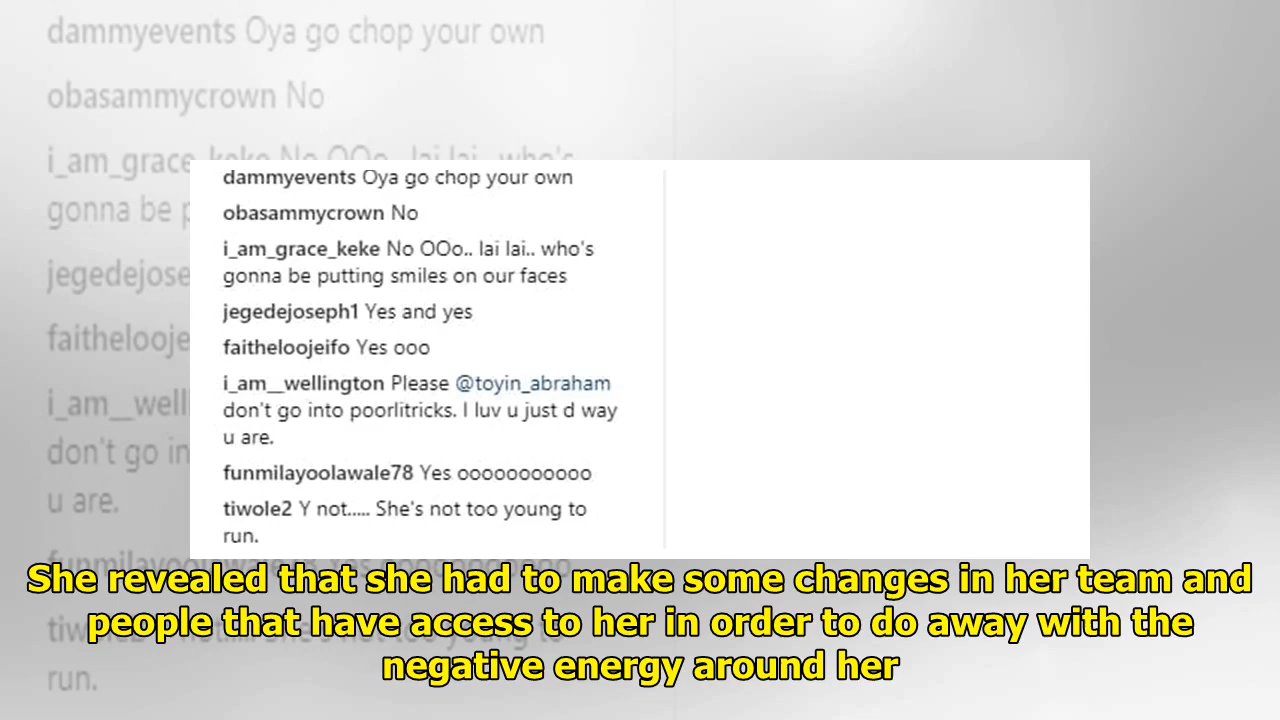 dammyevents Oya go chop your own
obasammycrown No
i_am_grace_keke No OOo.. lai lai.. who's
gonna be putting smiles on our faces
jegedejoseph1 Yes and yes
faitheloojeifo Yes ooo
i_am__wellington Please @toyin_abraham
don't go into poorlitricks. I luv u just d way
u are.
funmilayoolawale78 Yes ooooooooooo
tiwole2 Y not..... She's not too young to
run.
She revealed that she had to make some changes in her team and
people that have access to her in order to do away with the
negative energy around her